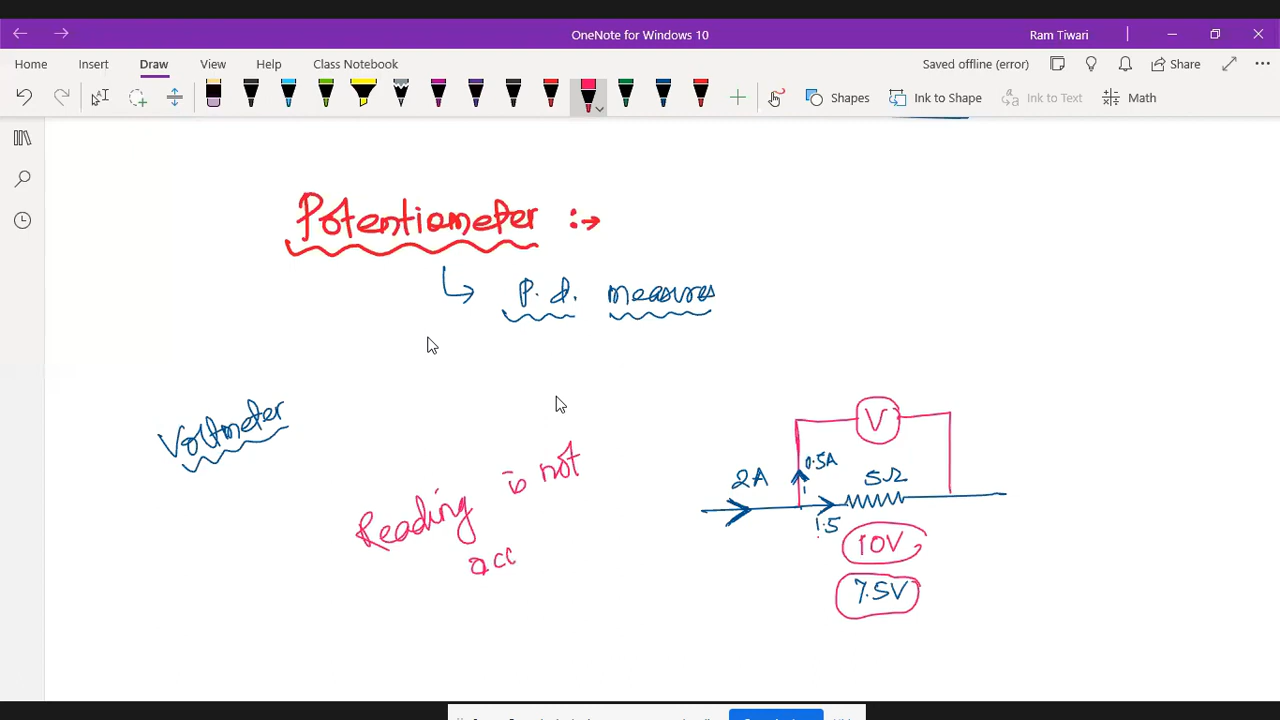 OneNote for Windows 10
Ram Tiwari
Home Insert Draw View Help Class Notebook
Saved offline (error) Share
Shapes Ink to Shape Ink to Text Math
Potentiometer :→
↳ P.d. measures
Voltmeter
Reading is not
acc
V
2A 0.5A 5Ω
1.5
10V
7.5V